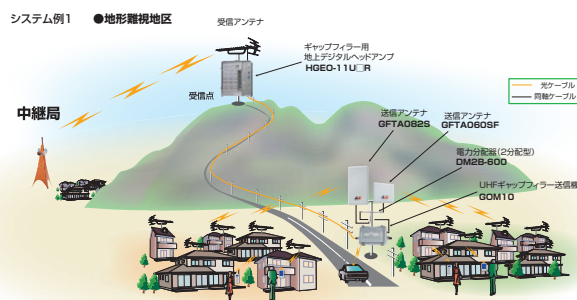 システム例1 ●地形難視地区
受信アンテナ
ギャップフィラー用
地上デジタルヘッドアンプ
HGEO-11U□R
受信点
中継局
光ケーブル
同軸ケーブル
送信アンテナ
GFTA082S
送信アンテナ
GFTA060SF
電力分配器(2分配型)
DM2B-600
UHFギャップフィラー送信機
GOM10